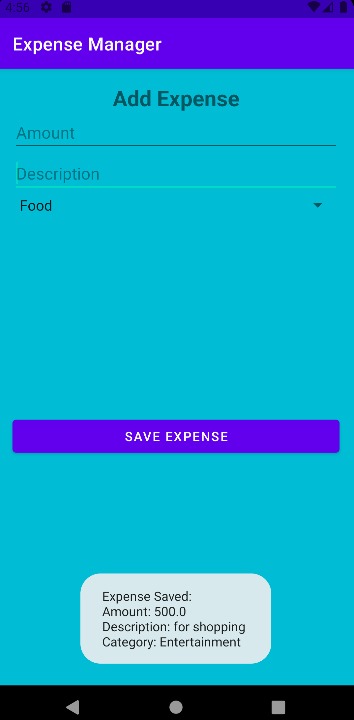 4:56
Expense Manager
Add Expense
Amount
Description
Food
SAVE EXPENSE
Expense Saved:
Amount: 500.0
Description: for shopping
Category: Entertainment